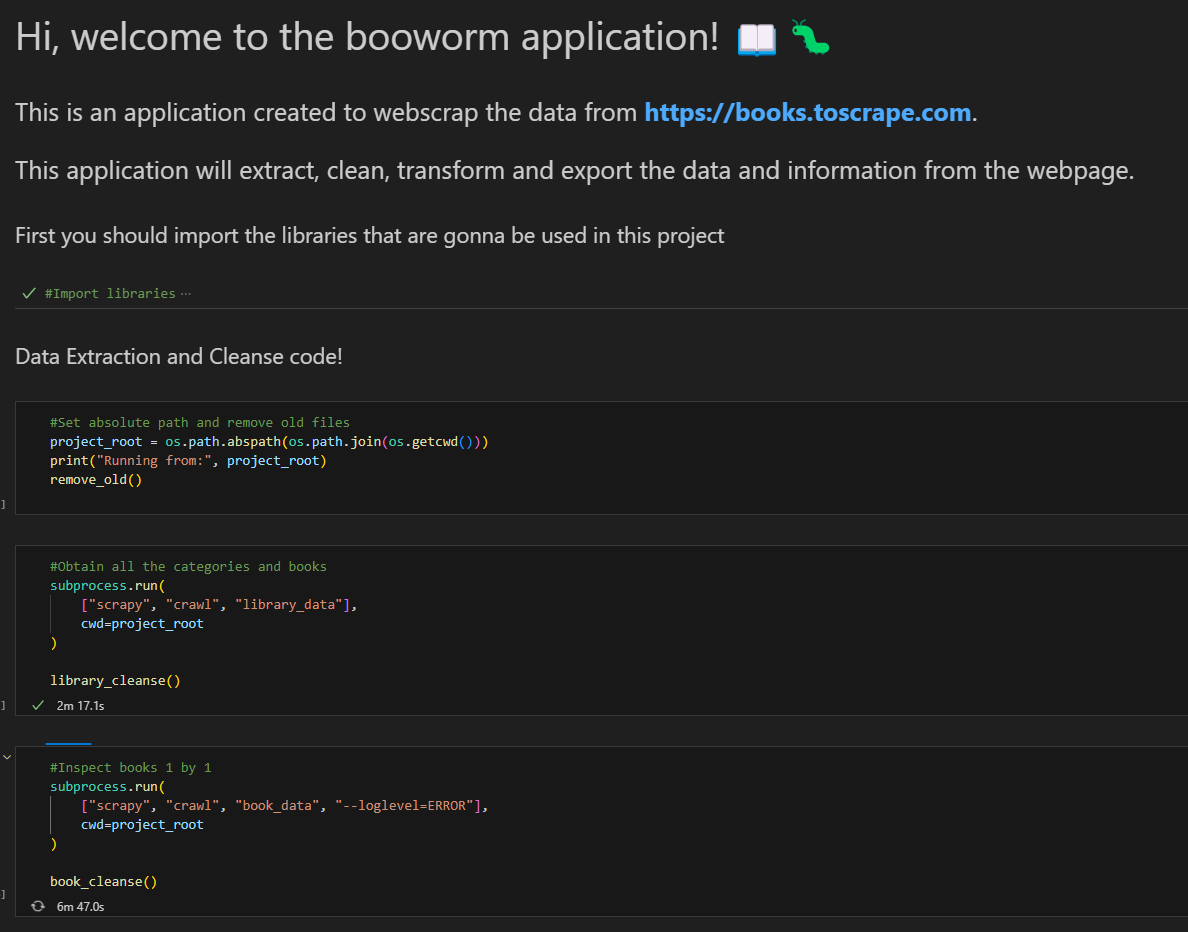 Hi, welcome to the booworm application! 📖 🐛
This is an application created to webscrap the data from https://books.toscrape.com.
This application will extract, clean, transform and export the data and information from the webpage.
First you should import the libraries that are gonna be used in this project
#Import libraries ···
Data Extraction and Cleanse code!
#Set absolute path and remove old files
project_root = os.path.abspath(os.path.join(os.getcwd()))
print("Running from:", project_root)
remove_old()
]
#Obtain all the categories and books
subprocess.run(
["scrapy", "crawl", "library_data"],
cwd=project_root
)
library_cleanse()
] 2m 17.1s
#Inspect books 1 by 1
subprocess.run(
["scrapy", "crawl", "book_data", "--loglevel=ERROR"],
cwd=project_root
)
book_cleanse()
]
6m 47.0s